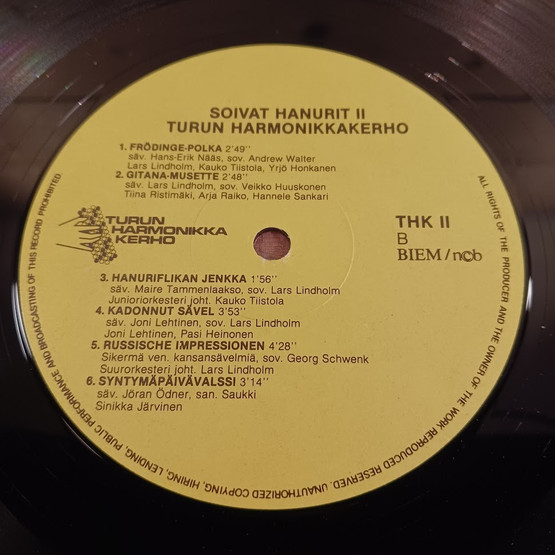 SOIVAT HANURIT II
TURUN HARMONIKKAKERHO
1. FRÖDINGE-POLKA 2'49"
säv. Hans-Erik Nääs, sov. Andrew Walter
Lars Lindholm, Kauko Tiistola, Yrjö Honkanen
2. GITANA-MUSETTE 2'48"
säv. Lars Lindholm, sov. Veikko Huuskonen
Tiina Ristimäki, Arja Raiko, Hannele Sankari
TURUN
HARMONIKKA
KERHO
THK II
B
BIEM/ncb
3. HANURIFLIKAN JENKKA 1'56"
säv. Maire Tammenlaakso, sov. Lars Lindholm
Juniororkesteri joht. Kauko Tiistola
4. KADONNUT SÄVEL 3'53"
säv. Joni Lehtinen, sov. Lars Lindholm
Joni Lehtinen, Pasi Heinonen
5. RUSSISCHE IMPRESSIONEN 4'28"
Sikermä ven. kansansävelmiä, sov. Georg Schwenk
Suurorkesteri joht. Lars Lindholm
6. SYNTYMÄPÄIVÄVALSSI 3'14"
säv. Jöran Ödner, san. Saukki
Sinikka Järvinen
ALL RIGHTS OF THE PRODUCER AND THE OWNER OF THE WORK REPRODUCED RESERVED. UNAUTHORIZED COPYING, HIRING, LENDING, PUBLIC PERFORMANCE AND BROADCASTING OF THIS RECORD PROHIBITED.